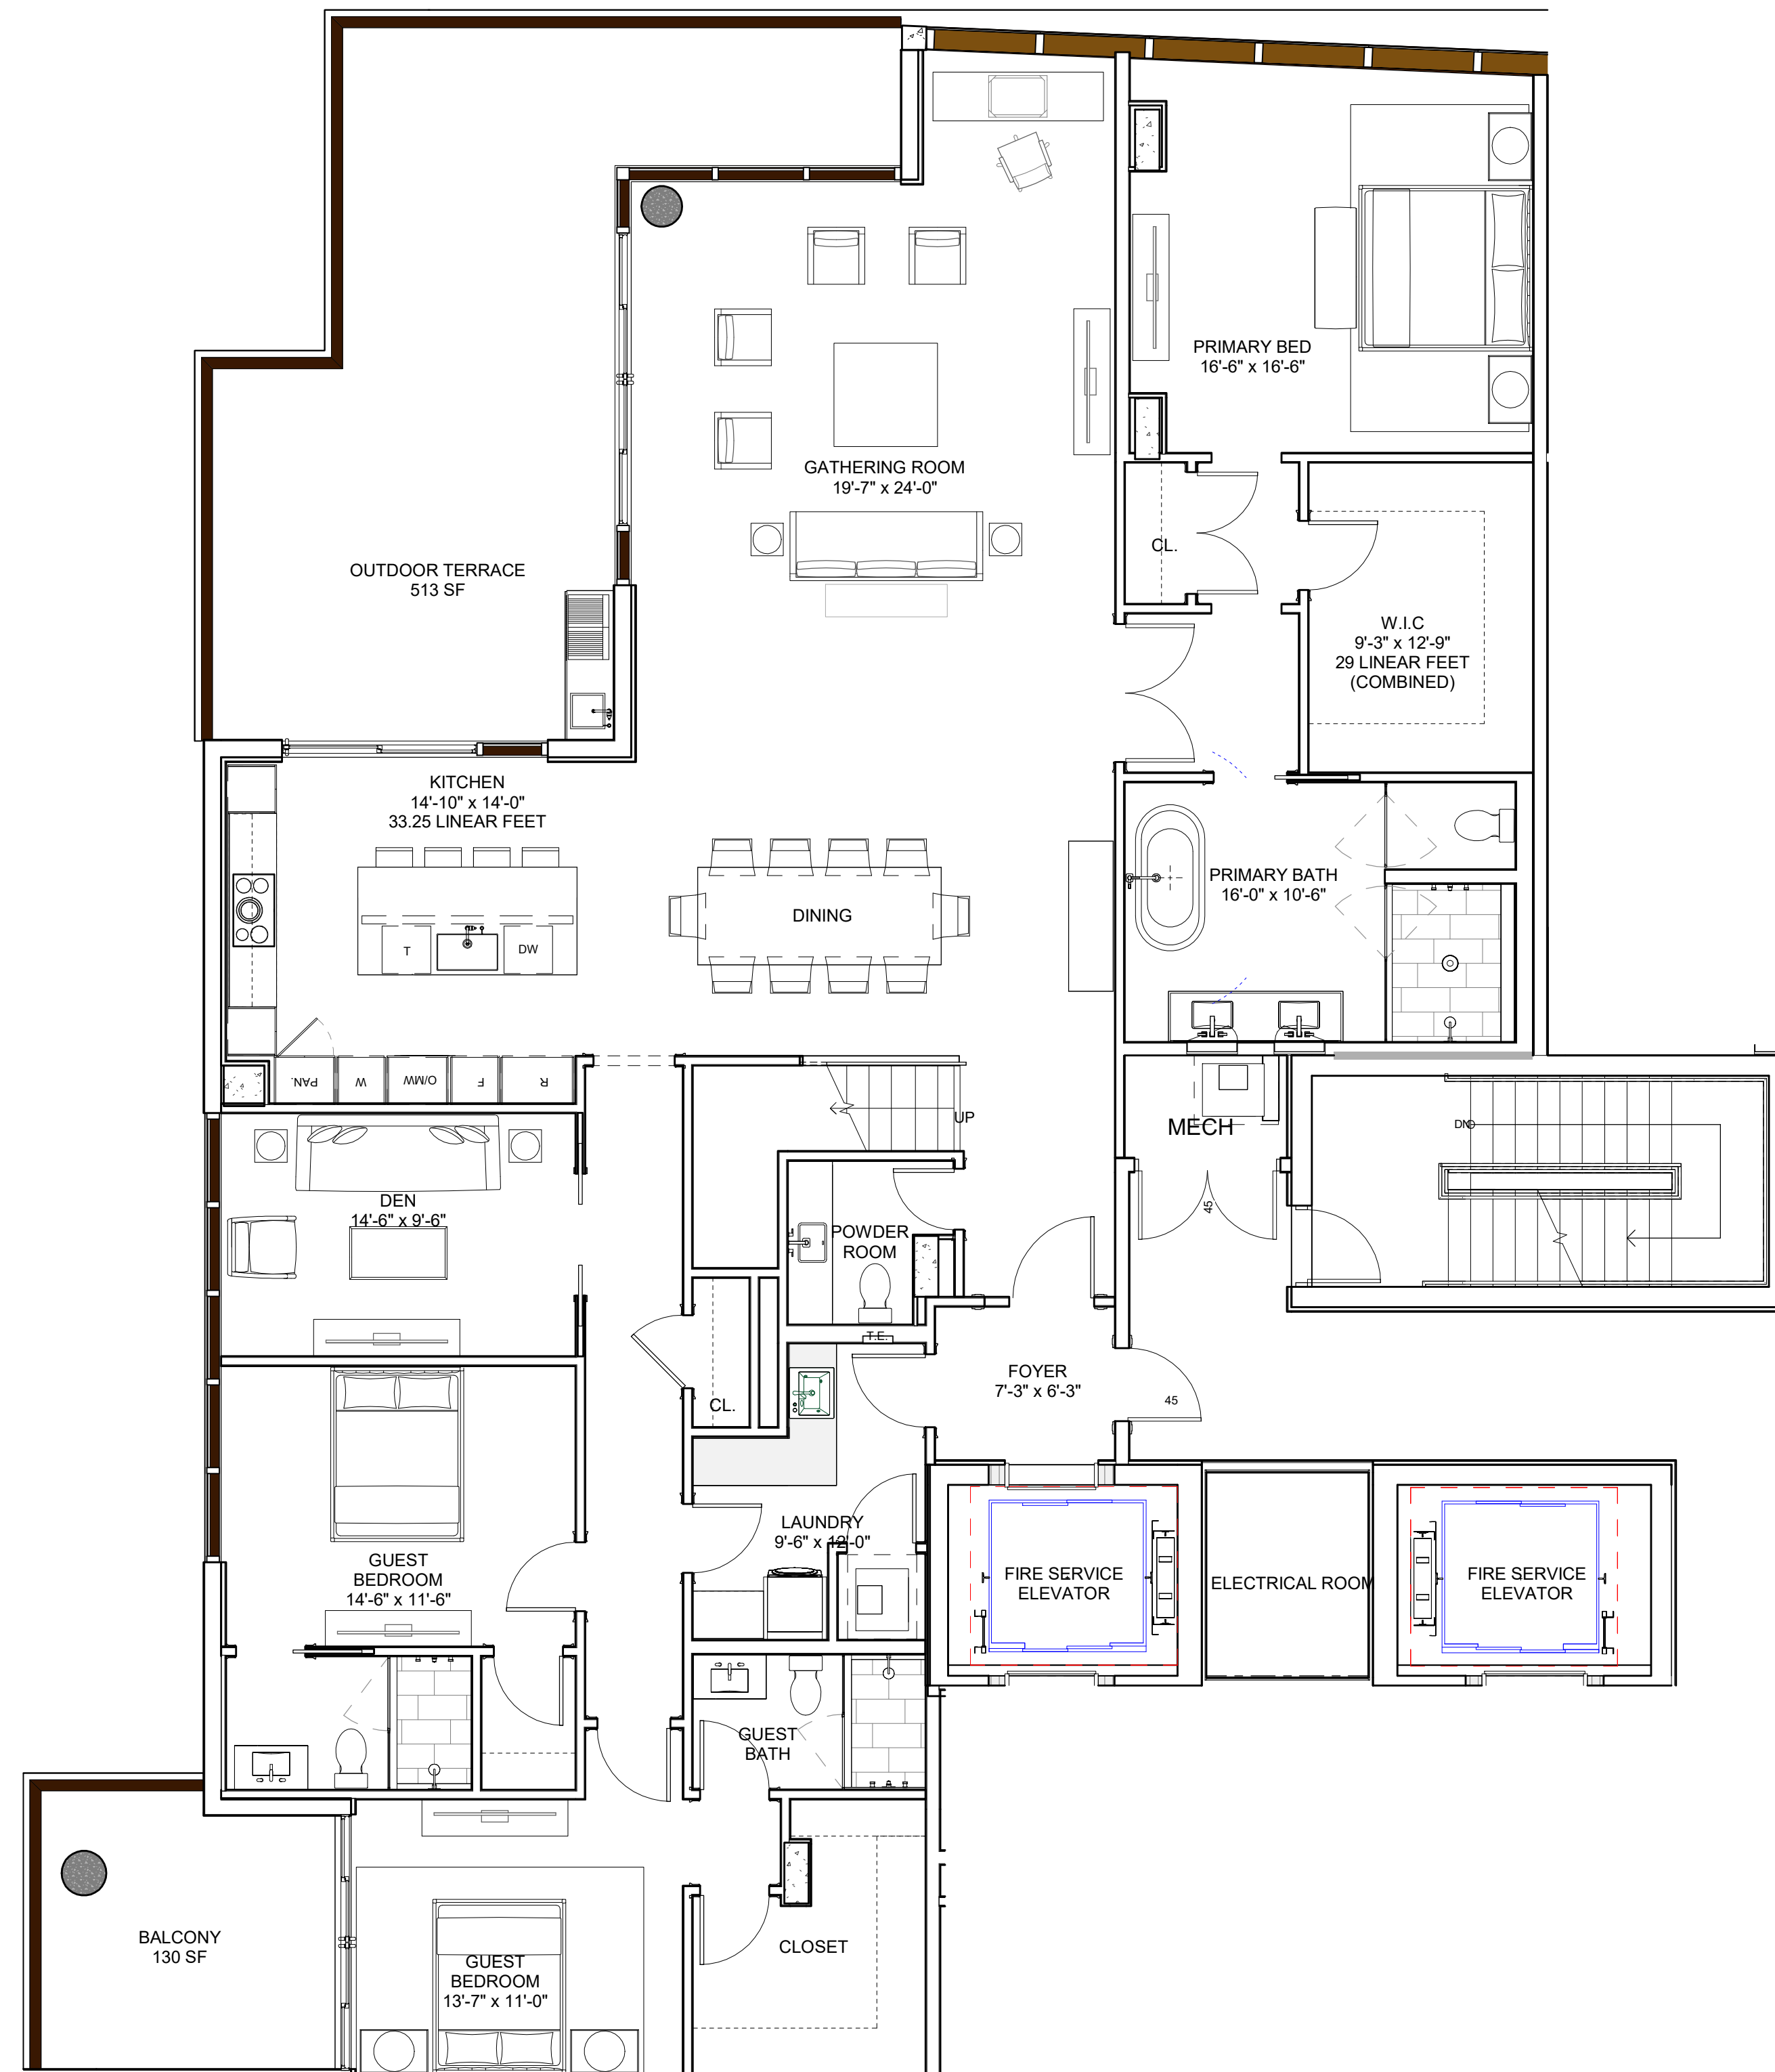 PRIMARY BED
16'-6" x 16'-6"
GATHERING ROOM
19'-7" x 24'-0"
CL.
OUTDOOR TERRACE
513 SF
W.I.C
9'-3" x 12'-9"
29 LINEAR FEET
(COMBINED)
KITCHEN
14'-10" x 14'-0"
33.25 LINEAR FEET
PRIMARY BATH
16'-0" x 10'-6"
DINING
T
DW
PAN.
W
O/MW
F
R
UP
MECH
DN
DEN
14'-6" x 9'-6"
45
POWDER
ROOM
T.E.
FOYER
7'-3" x 6'-3"
45
CL.
LAUNDRY
9'-6" x 12'-0"
GUEST
BEDROOM
14'-6" x 11'-6"
FIRE SERVICE
ELEVATOR
ELECTRICAL ROOM
FIRE SERVICE
ELEVATOR
GUEST
BATH
BALCONY
130 SF
CLOSET
GUEST
BEDROOM
13'-7" x 11'-0"